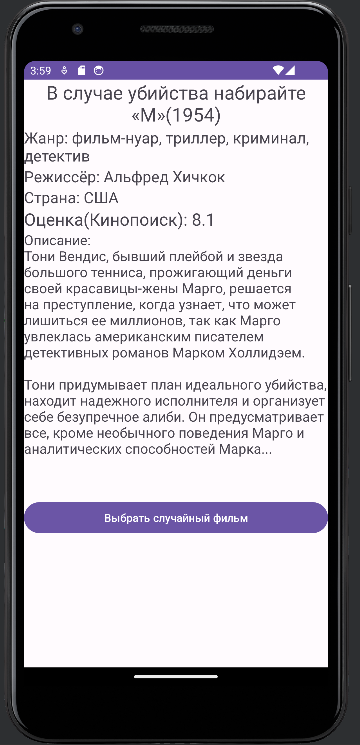 3:59
В случае убийства набирайте
«М»(1954)
Жанр: фильм-нуар, триллер, криминал,
детектив
Режиссёр: Альфред Хичкок
Страна: США
Оценка(Кинопоиск): 8.1
Описание:
Тони Вендис, бывший плейбой и звезда
большого тенниса, прожигающий деньги
своей красавицы-жены Марго, решается
на преступление, когда узнает, что может
лишиться ее миллионов, так как Марго
увлеклась американским писателем
детективных романов Марком Холлидэем.
Тони придумывает план идеального убийства,
находит надежного исполнителя и организует
себе безупречное алиби. Он предусматривает
все, кроме необычного поведения Марго и
аналитических способностей Марка...
Выбрать случайный фильм